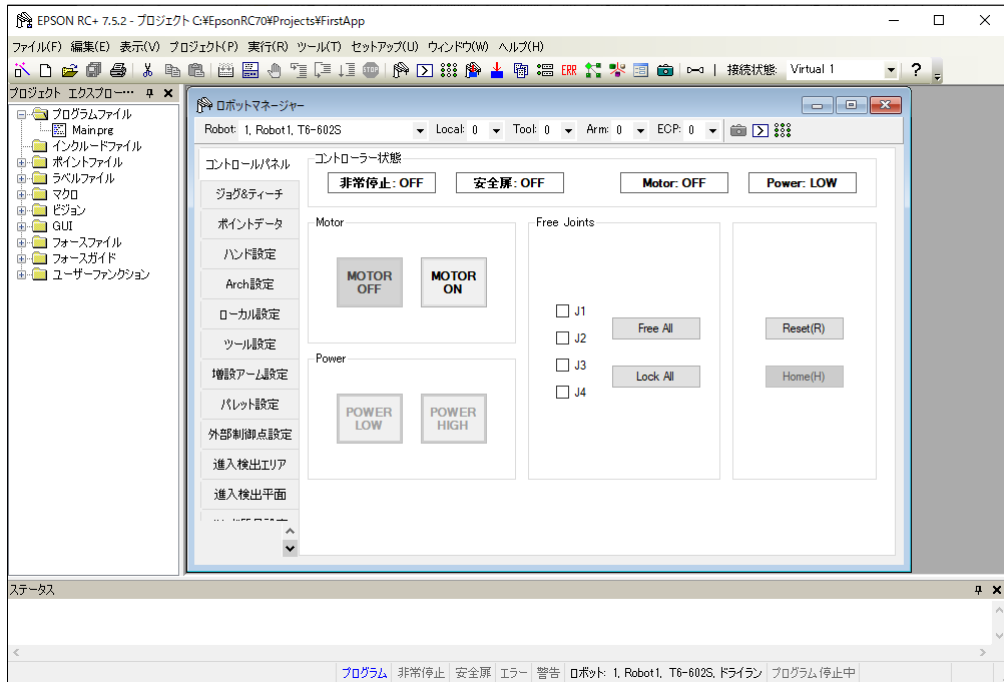 EPSON RC+ 7.5.2 - プロジェクト C:¥EpsonRC70¥Projects¥FirstApp
ファイル(F) 編集(E) 表示(V) プロジェクト(P) 実行(R) ツール(T) セットアップ(U) ウィンドウ(W) ヘルプ(H)
STOP ERR 接続状態: Virtual 1 ?
プロジェクト エクスプロー…
プログラムファイル
Main.prg
インクルードファイル
ポイントファイル
ラベルファイル
マクロ
ビジョン
GUI
フォースファイル
フォースガイド
ユーザーファンクション
ロボットマネージャー
Robot: 1, Robot1, T6-602S Local: 0 Tool: 0 Arm: 0 ECP: 0
コントロールパネル
ジョグ&ティーチ
ポイントデータ
ハンド設定
Arch設定
ローカル設定
ツール設定
増設アーム設定
パレット設定
外部制御点設定
進入検出エリア
進入検出平面
コントローラー状態
非常停止: OFF 安全扉: OFF Motor: OFF Power: LOW
Motor
MOTOR OFF
MOTOR ON
Power
POWER LOW
POWER HIGH
Free Joints
J1
J2
J3
J4
Free All
Lock All
Reset(R)
Home(H)
ステータス
プログラム 非常停止 安全扉 エラー 警告 ロボット: 1, Robot1, T6-602S, ドライラン プログラム停止中